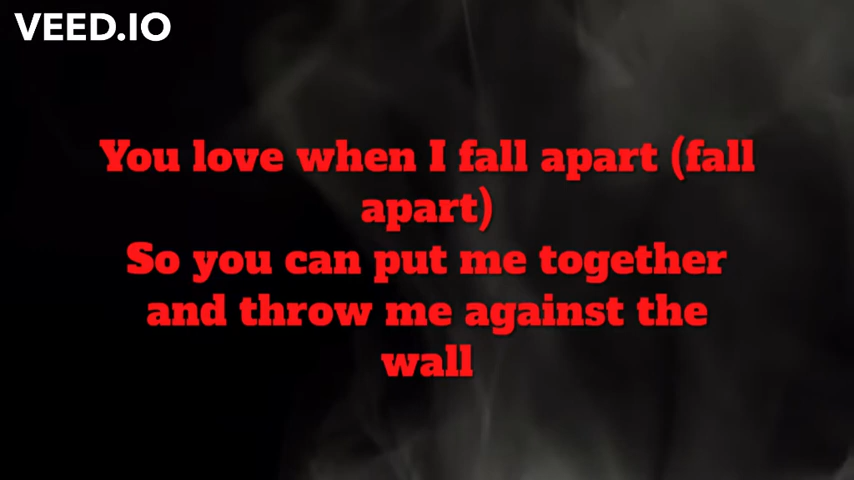 VEED.IO
You love when I fall apart (fall
apart)
So you can put me together
and throw me against the
wall